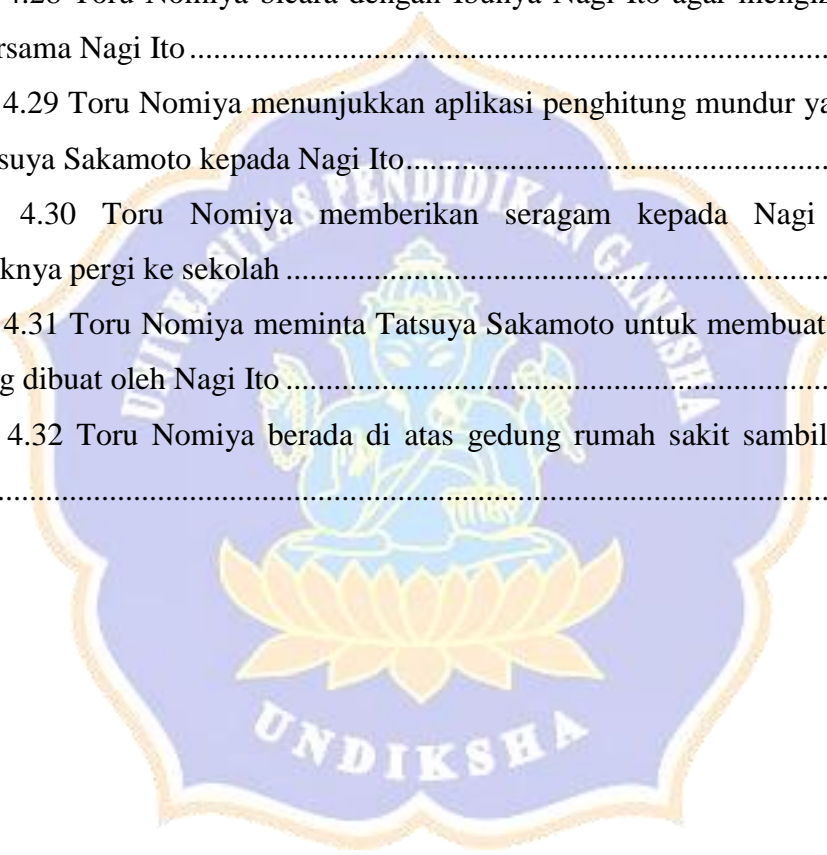 4.28 Toru Nomiya bicara dengan Ibunya Nagi Ito agar
rsama Nagi Ito................................................................................
4.29 Toru Nomiya menunjukkan aplikasi penghitung mundur ya
suya Sakamoto kepada Nagi Ito....................................................
4.30 Toru Nomiya memberikan seragam kepada Nagi
knya pergi ke sekolah ...................................................................
4.31 Toru Nomiya meminta Tatsuya Sakamoto untuk membuat
g dibuat oleh Nagi Ito ...................................................................
4.32 Toru Nomiya berada di atas gedung rumah sakit sambil
.......................................................................................................
UNIVERSITAS PENDIDIKAN GANESHA
UNDIKSHA